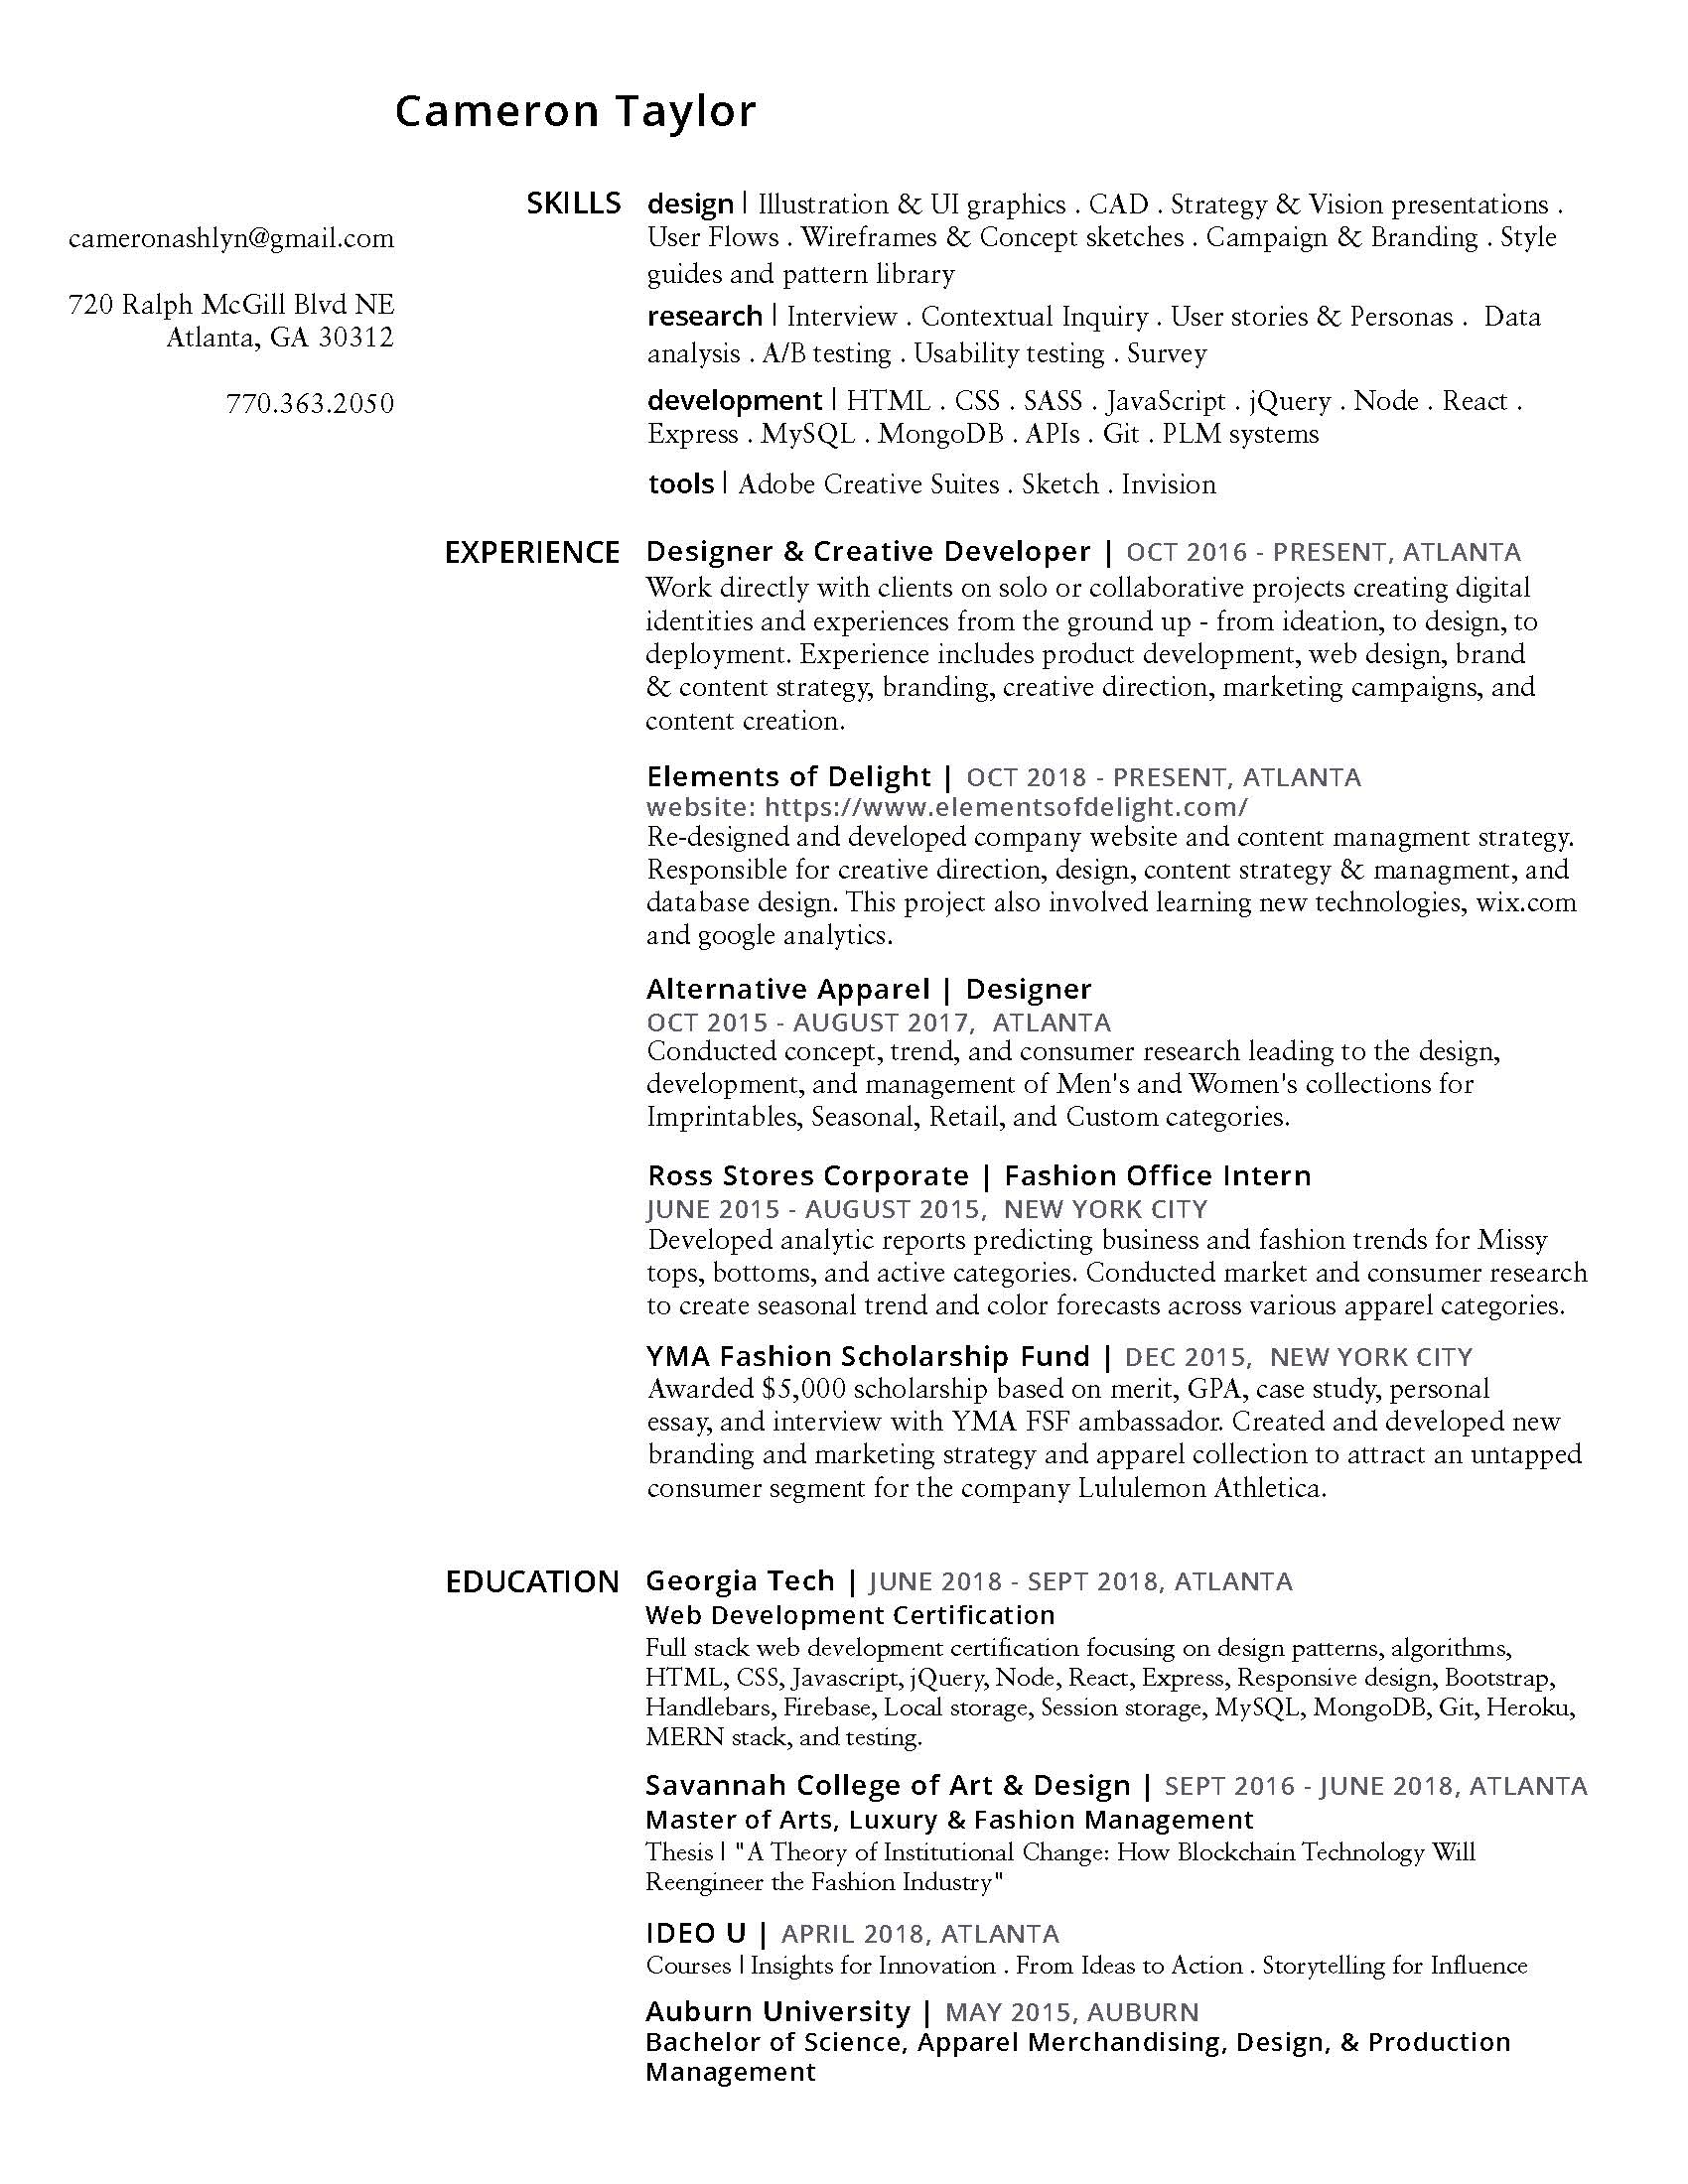 Cameron Taylor
cameronashlyn@gmail.com
720 Ralph McGill Blvd NE
Atlanta, GA 30312
770.363.2050
SKILLS
design | Illustration & UI graphics . CAD . Strategy & Vision presentations .
User Flows . Wireframes & Concept sketches . Campaign & Branding . Style
guides and pattern library
research | Interview . Contextual Inquiry . User stories & Personas .  Data
analysis . A/B testing . Usability testing . Survey
development | HTML . CSS . SASS . JavaScript . jQuery . Node . React .
Express . MySQL . MongoDB . APIs . Git . PLM systems
tools | Adobe Creative Suites . Sketch . Invision
EXPERIENCE
Designer & Creative Developer | OCT 2016 - PRESENT, ATLANTA
Work directly with clients on solo or collaborative projects creating digital
identities and experiences from the ground up - from ideation, to design, to
deployment. Experience includes product development, web design, brand
& content strategy, branding, creative direction, marketing campaigns, and
content creation.
Elements of Delight | OCT 2018 - PRESENT, ATLANTA
website: https://www.elementsofdelight.com/
Re-designed and developed company website and content managment strategy.
Responsible for creative direction, design, content strategy & managment, and
database design. This project also involved learning new technologies, wix.com
and google analytics.
Alternative Apparel | Designer
OCT 2015 - AUGUST 2017,  ATLANTA
Conducted concept, trend, and consumer research leading to the design,
development, and management of Men's and Women's collections for
Imprintables, Seasonal, Retail, and Custom categories.
Ross Stores Corporate | Fashion Office Intern
JUNE 2015 - AUGUST 2015,  NEW YORK CITY
Developed analytic reports predicting business and fashion trends for Missy
tops, bottoms, and active categories. Conducted market and consumer research
to create seasonal trend and color forecasts across various apparel categories.
YMA Fashion Scholarship Fund | DEC 2015,  NEW YORK CITY
Awarded $5,000 scholarship based on merit, GPA, case study, personal
essay, and interview with YMA FSF ambassador. Created and developed new
branding and marketing strategy and apparel collection to attract an untapped
consumer segment for the company Lululemon Athletica.
EDUCATION
Georgia Tech | JUNE 2018 - SEPT 2018, ATLANTA
Web Development Certification
Full stack web development certification focusing on design patterns, algorithms,
HTML, CSS, Javascript, jQuery, Node, React, Express, Responsive design, Bootstrap,
Handlebars, Firebase, Local storage, Session storage, MySQL, MongoDB, Git, Heroku,
MERN stack, and testing.
Savannah College of Art & Design | SEPT 2016 - JUNE 2018, ATLANTA
Master of Arts, Luxury & Fashion Management
Thesis | "A Theory of Institutional Change: How Blockchain Technology Will
Reengineer the Fashion Industry"
IDEO U | APRIL 2018, ATLANTA
Courses | Insights for Innovation . From Ideas to Action . Storytelling for Influence
Auburn University | MAY 2015, AUBURN
Bachelor of Science, Apparel Merchandising, Design, & Production
Management